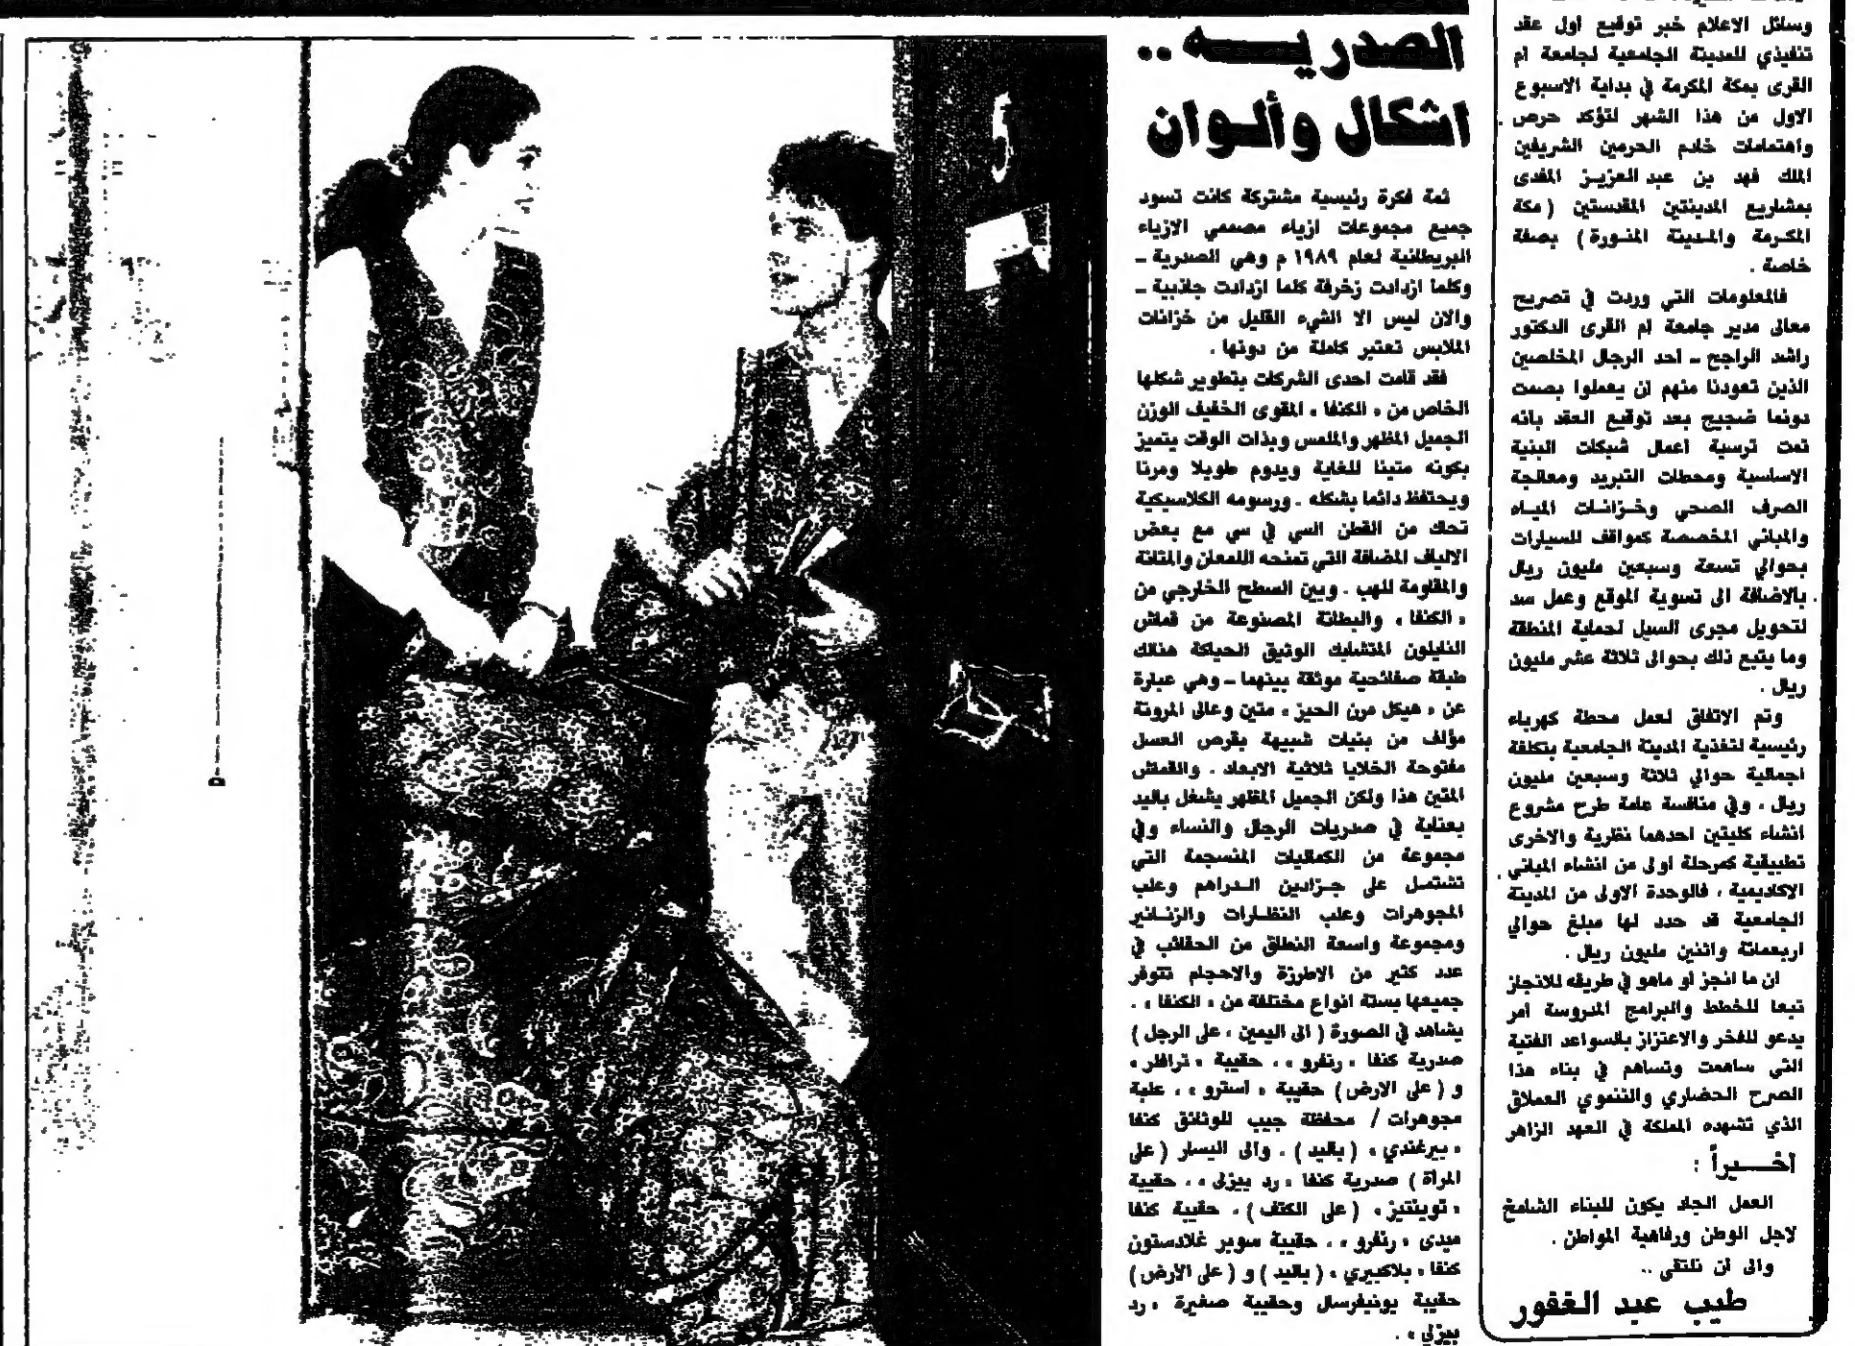 وسائل الاعلام خبر توقيع اول عقد
تنفيذي للمدينة الجامعية لجامعة ام
القرى بمكة المكرمة في بداية الاسبوع
الاول من هذا الشهر لتؤكد حرص
واهتمامات خادم الحرمين الشريفين
الملك فهد بن عبد العزيز المفدى
بمشاريع المدينتين المقدستين ( مكة
المكرمة والمدينة المنورة ) بصفة
خاصة .
فالمعلومات التي وردت في تصريح
معالي مدير جامعة ام القرى الدكتور
راشد الراجح ـ احد الرجال المخلصين
الذين تعودنا منهم ان يعملوا بصمت
دونما ضجيج بعد توقيع العقد بانه
تمت ترسية اعمال شبكات البنية
الاساسية ومحطات التبريد ومعالجة
الصرف الصحي وخزانات المياه
والمباني المخصصة كمواقف للسيارات
بحوالي تسعة وسبعين مليون ريال
بالاضافة الى تسوية الموقع وعمل سد
لتحويل مجرى السيل لحماية المنطقة
وما يتبع ذلك بحوالى ثلاثة عشر مليون
ريال .
وتم الاتفاق لعمل محطة كهرباء
رئيسية لتغذية المدينة الجامعية بتكلفة
اجمالية حوالي ثلاثة وسبعين مليون
ريال ، وفي منافسة عامة طرح مشروع
انشاء كليتين احدهما نظرية والاخرى
تطبيقية كمرحلة اولى من انشاء المباني
الاكاديمية ، فالوحدة الاولى من المدينة
الجامعية قد حدد لها مبلغ حوالي
اربعمائة واثنين مليون ريال .
ان ما انجز او ماهو في طريقه للانجاز
تبعا للخطط والبرامج المدروسة امر
يدعو للفخر والاعتزاز بالسواعد الفتية
التي ساهمت وتساهم في بناء هذا
الصرح الحضاري والتنموي العملاق
الذي تشهده المملكة في العهد الزاهر
أخـــيراً :
العمل الجاد يكون للبناء الشامخ
لاجل الوطن ورفاهية المواطن .
والى ان نلتقي ..
طيب عبد الغفور
الصدريـــه ..
اشكال وألـوان
ثمة فكرة رئيسية مشتركة كانت تسود
جميع مجموعات ازياء مصممي الازياء
البريطانية لعام ١٩٨٩ م وهي الصدرية ـ
وكلما ازدادت زخرفة كلما ازدادت جاذبية ـ
والان ليس الا الشيء القليل من خزانات
الملابس تعتبر كاملة من دونها .
فقد قامت احدى الشركات بتطوير شكلها
الخاص من « الكنفا » المقوى الخفيف الوزن
الجميل المظهر والملمس وبذات الوقت يتميز
بكونه متينا للغاية ويدوم طويلا ومرنا
ويحتفظ دائما بشكله . ورسومه الكلاسيكية
تحاك من القطن السي في سي مع بعض
الالياف المضافة التي تمنحه اللمعان والمتانة
والمقاومة للهب . وبين السطح الخارجي من
« الكنفا » والبطانة المصنوعة من قماش
النايلون المتشابك الوثيق الحياكة هنالك
طبقة صفائحية موثقة بينهما ـ وهي عبارة
عن « هيكل مرن الحيز » متين وعالى المرونة
مؤلف من بنيات شبيهة بقرص العسل
مفتوحة الخلايا ثلاثية الابعاد . والقماش
المتين هذا ولكن الجميل المظهر يشغل باليد
بعناية في صدريات الرجال والنساء وفي
مجموعة من الكماليات المنسجمة التي
تشتمل على جزادين الدراهم وعلب
المجوهرات وعلب النظارات والزنانير
ومجموعة واسعة النطاق من الحقائب في
عدد كثير من الاطرزة والاحجام تتوفر
جميعها بستة انواع مختلفة من « الكنفا » .
يشاهد في الصورة ( الى اليمين ، على الرجل )
صدرية كنفا « رنفرو » ، حقيبة « ترافلر »
و ( على الارض ) حقيبة « استرو » ، علبة
مجوهرات / محفظة جيب للوثائق كنفا
« بيرغندي » ( باليد ) . والى اليسار ( على
المرأة ) صدرية كنفا « رد بيزلى » ، حقيبة
« توينتيز » ( على الكتف ) ، حقيبة كنفا
ميدى « رنفرو » ، حقيبة سوبر غلادستون
كنفا « بلاكبيري » ( باليد ) و ( على الارض )
حقيبة يونيفرسال وحقيبة صغيرة « رد
بيزلي » .